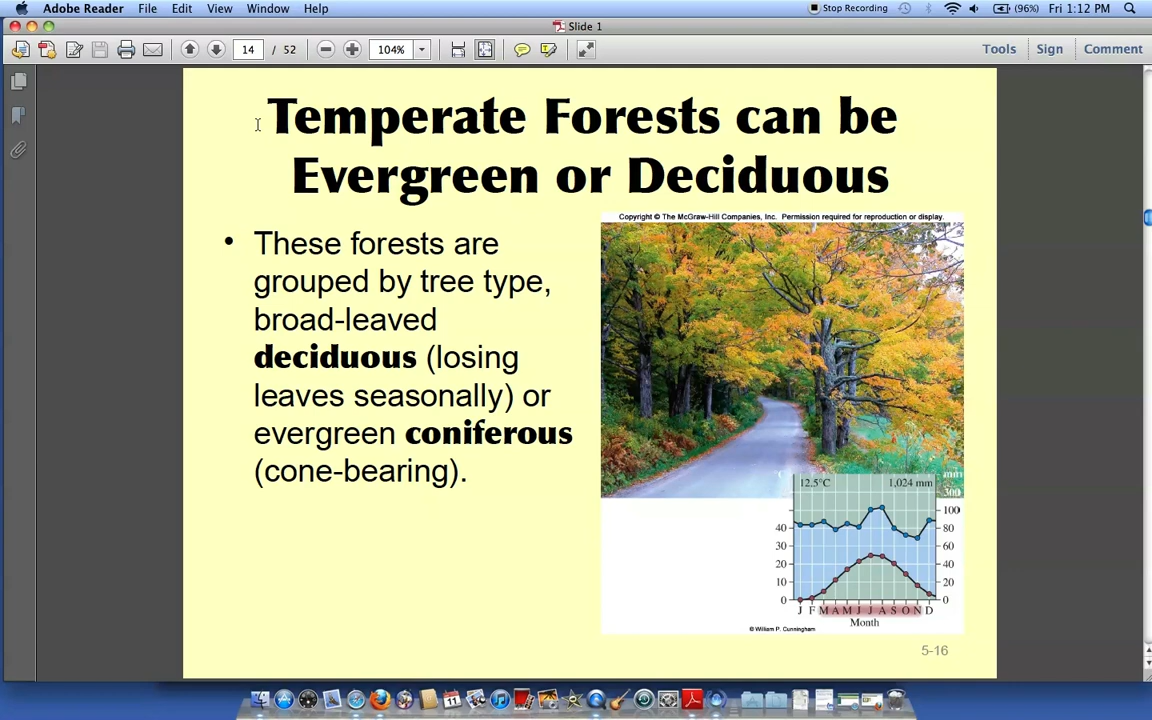 Adobe Reader File Edit View Window Help Stop Recording (96%) Fri 1:12 PM
Slide 1
14 / 52 104% Tools Sign Comment
Temperate Forests can be
Evergreen or Deciduous
• These forests are
grouped by tree type,
broad-leaved
deciduous (losing
leaves seasonally) or
evergreen coniferous
(cone-bearing).
Copyright © The McGraw-Hill Companies, Inc. Permission required for reproduction or display.
°C mm
12.5°C 1,024 mm 300
100
40 80
30 60
20 40
10 20
0 0
J F M A M J J A S O N D
Month
© William P. Cunningham
5-16